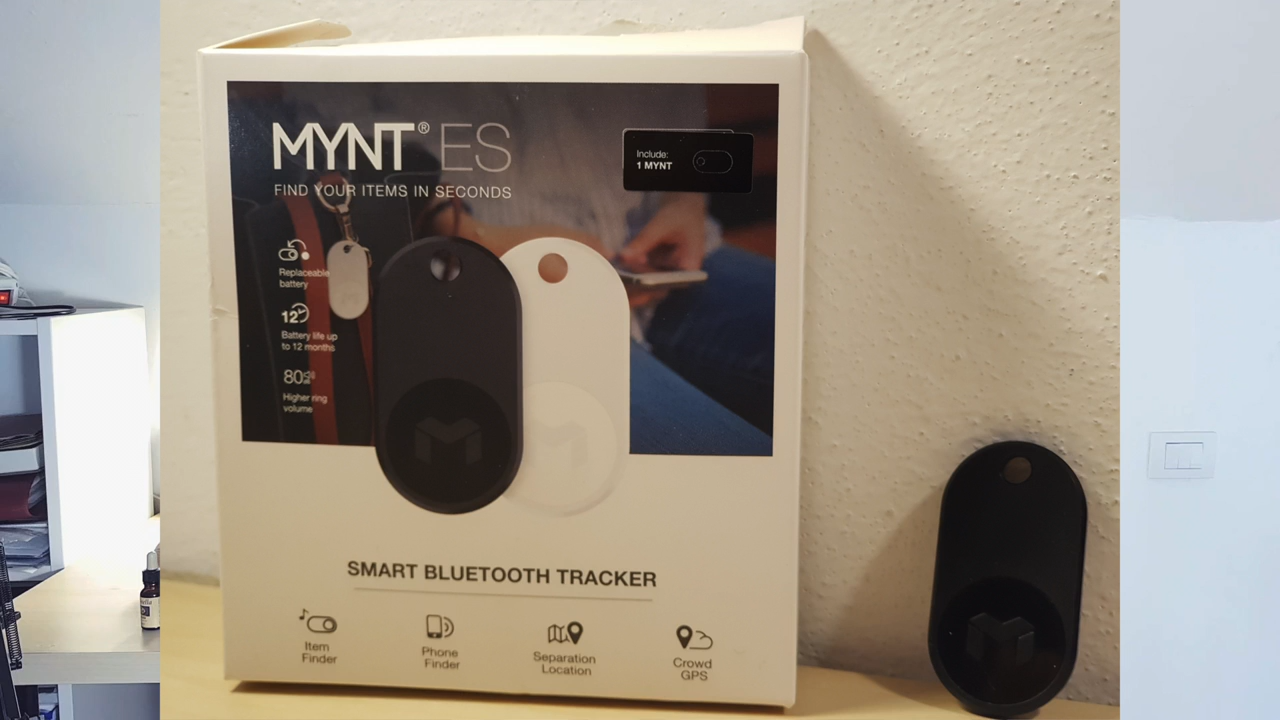 MYNT® ES
FIND YOUR ITEMS IN SECONDS
Include:
1 MYNT
Replaceable
battery
12
Battery life up
to 12 months
80
Higher ring
volume
SMART BLUETOOTH TRACKER
Item
Finder
Phone
Finder
Separation
Location
Crowd
GPS